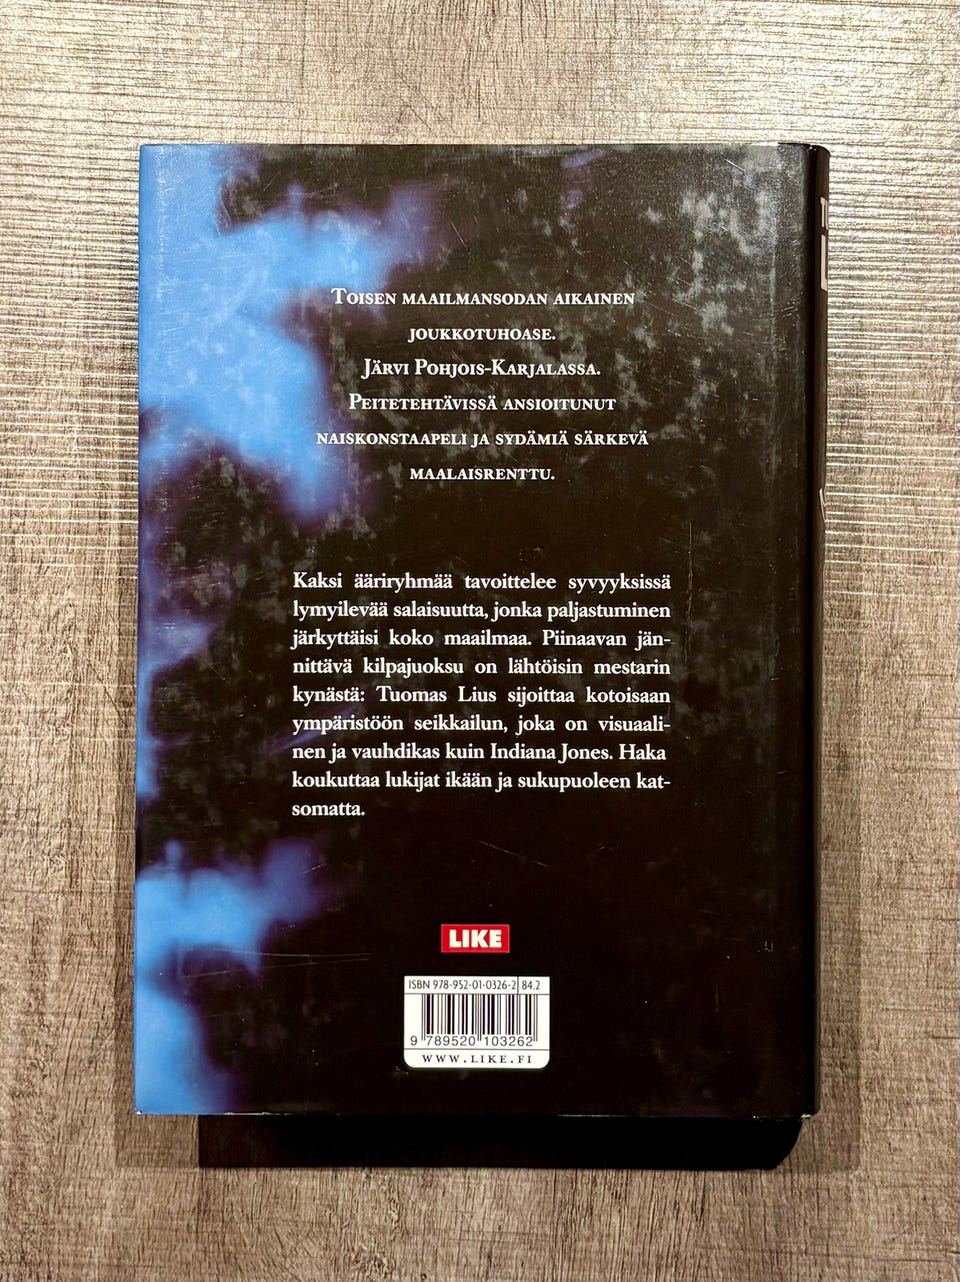 Toisen maailmansodan aikainen
joukkotuhoase.
Järvi Pohjois-Karjalassa.
Peitetehtävissä ansioitunut
naiskonstaapeli ja sydämiä särkevä
maalaisrenttu.
Kaksi ääriryhmää tavoittelee syvyyksissä
lymyilevää salaisuutta, jonka paljastuminen
järkyttäisi koko maailmaa. Piinaavan jän-
nittävä kilpajuoksu on lähtöisin mestarin
kynästä: Tuomas Lius sijoittaa kotoisaan
ympäristöön seikkailun, joka on visuaali-
nen ja vauhdikas kuin Indiana Jones. Haka
koukuttaa lukijat ikään ja sukupuoleen kat-
somatta.
LIKE
ISBN 978-952-01-0326-2 84.2
9 789520 103262
WWW.LIKE.FI